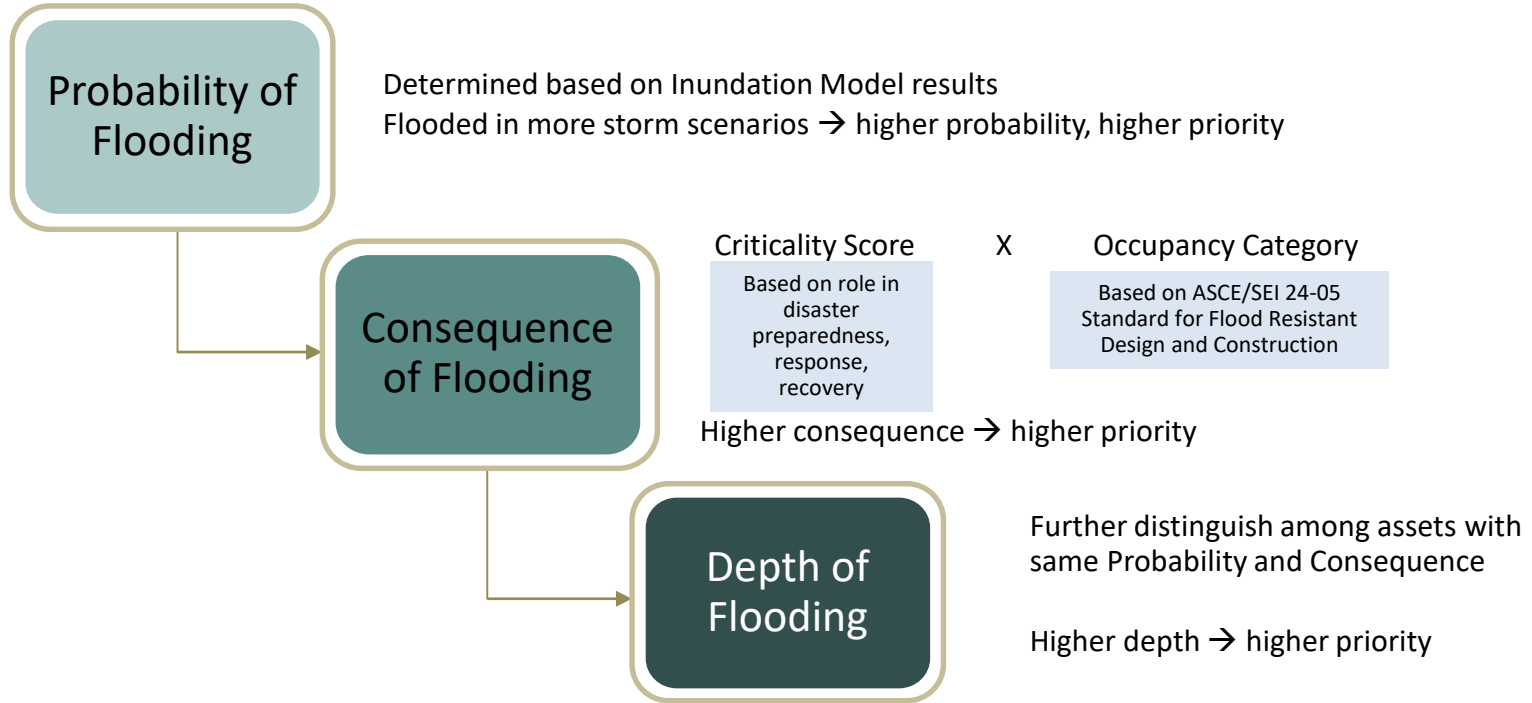 Probability of
Flooding
Determined based on Inundation Model results
Flooded in more storm scenarios → higher probability, higher priority
Consequence
of Flooding
Criticality Score X Occupancy Category
Based on role in
disaster
preparedness,
response,
recovery
Based on ASCE/SEI 24-05
Standard for Flood Resistant
Design and Construction
Higher consequence → higher priority
Depth of
Flooding
Further distinguish among assets with
same Probability and Consequence
Higher depth → higher priority